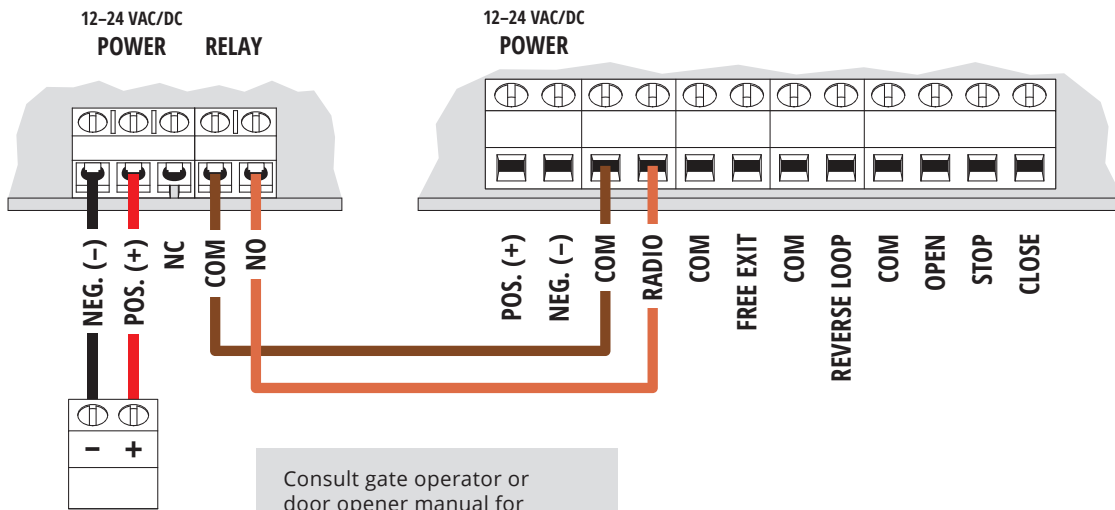 12–24 VAC/DC
POWER RELAY
12–24 VAC/DC
POWER
NEG. (–)
POS. (+)
NC
COM
NO
POS. (+)
NEG. (–)
COM
RADIO
COM
FREE EXIT
COM
REVERSE LOOP
COM
OPEN
STOP
CLOSE
– +
Consult gate operator or
door opener manual for